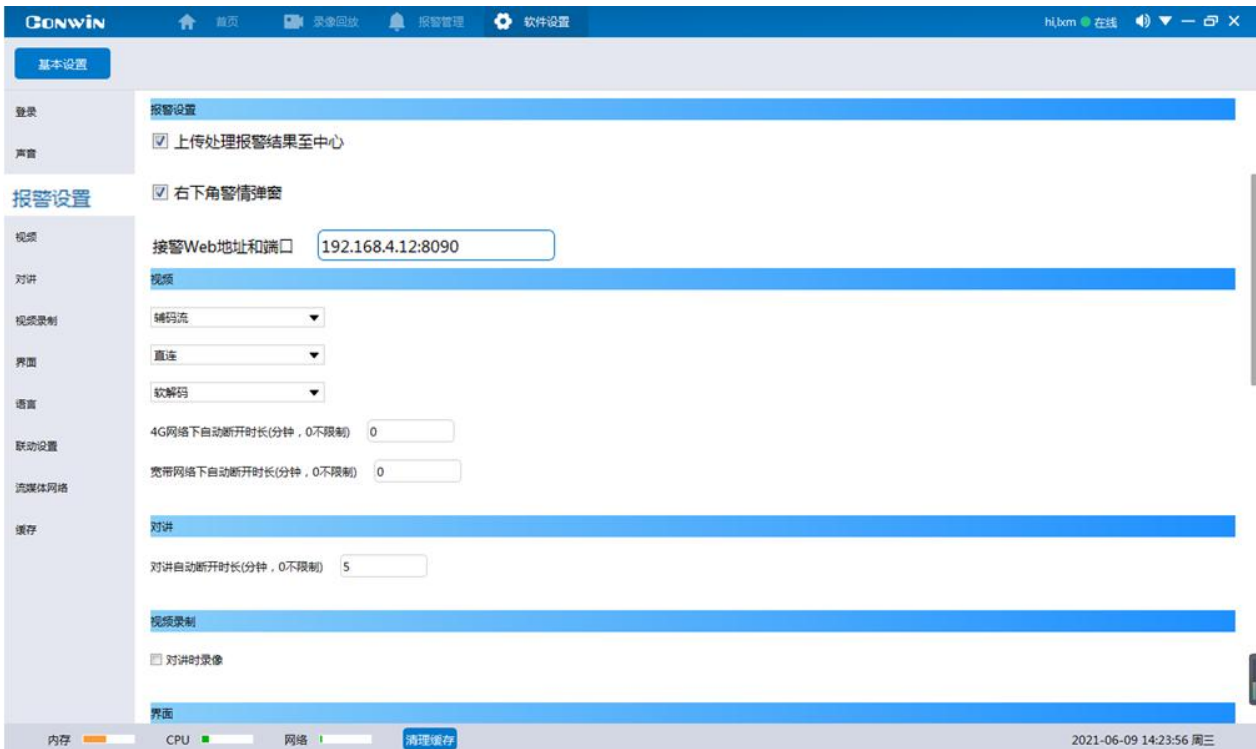 CONWIN 首页 录像回放 报警管理 软件设置 hi,lxm 在线
基本设置
登录
声音
报警设置
视频
对讲
视频录制
界面
语言
联动设置
流媒体网络
缓存
报警设置
上传处理报警结果至中心
右下角警情弹窗
接警Web地址和端口 192.168.4.12:8090
视频
辅码流
直连
软解码
4G网络下自动断开时长(分钟，0不限制) 0
宽带网络下自动断开时长(分钟，0不限制) 0
对讲
对讲自动断开时长(分钟，0不限制) 5
视频录制
对讲时录像
界面
内存 CPU 网络 清理缓存 2021-06-09 14:23:56 周三